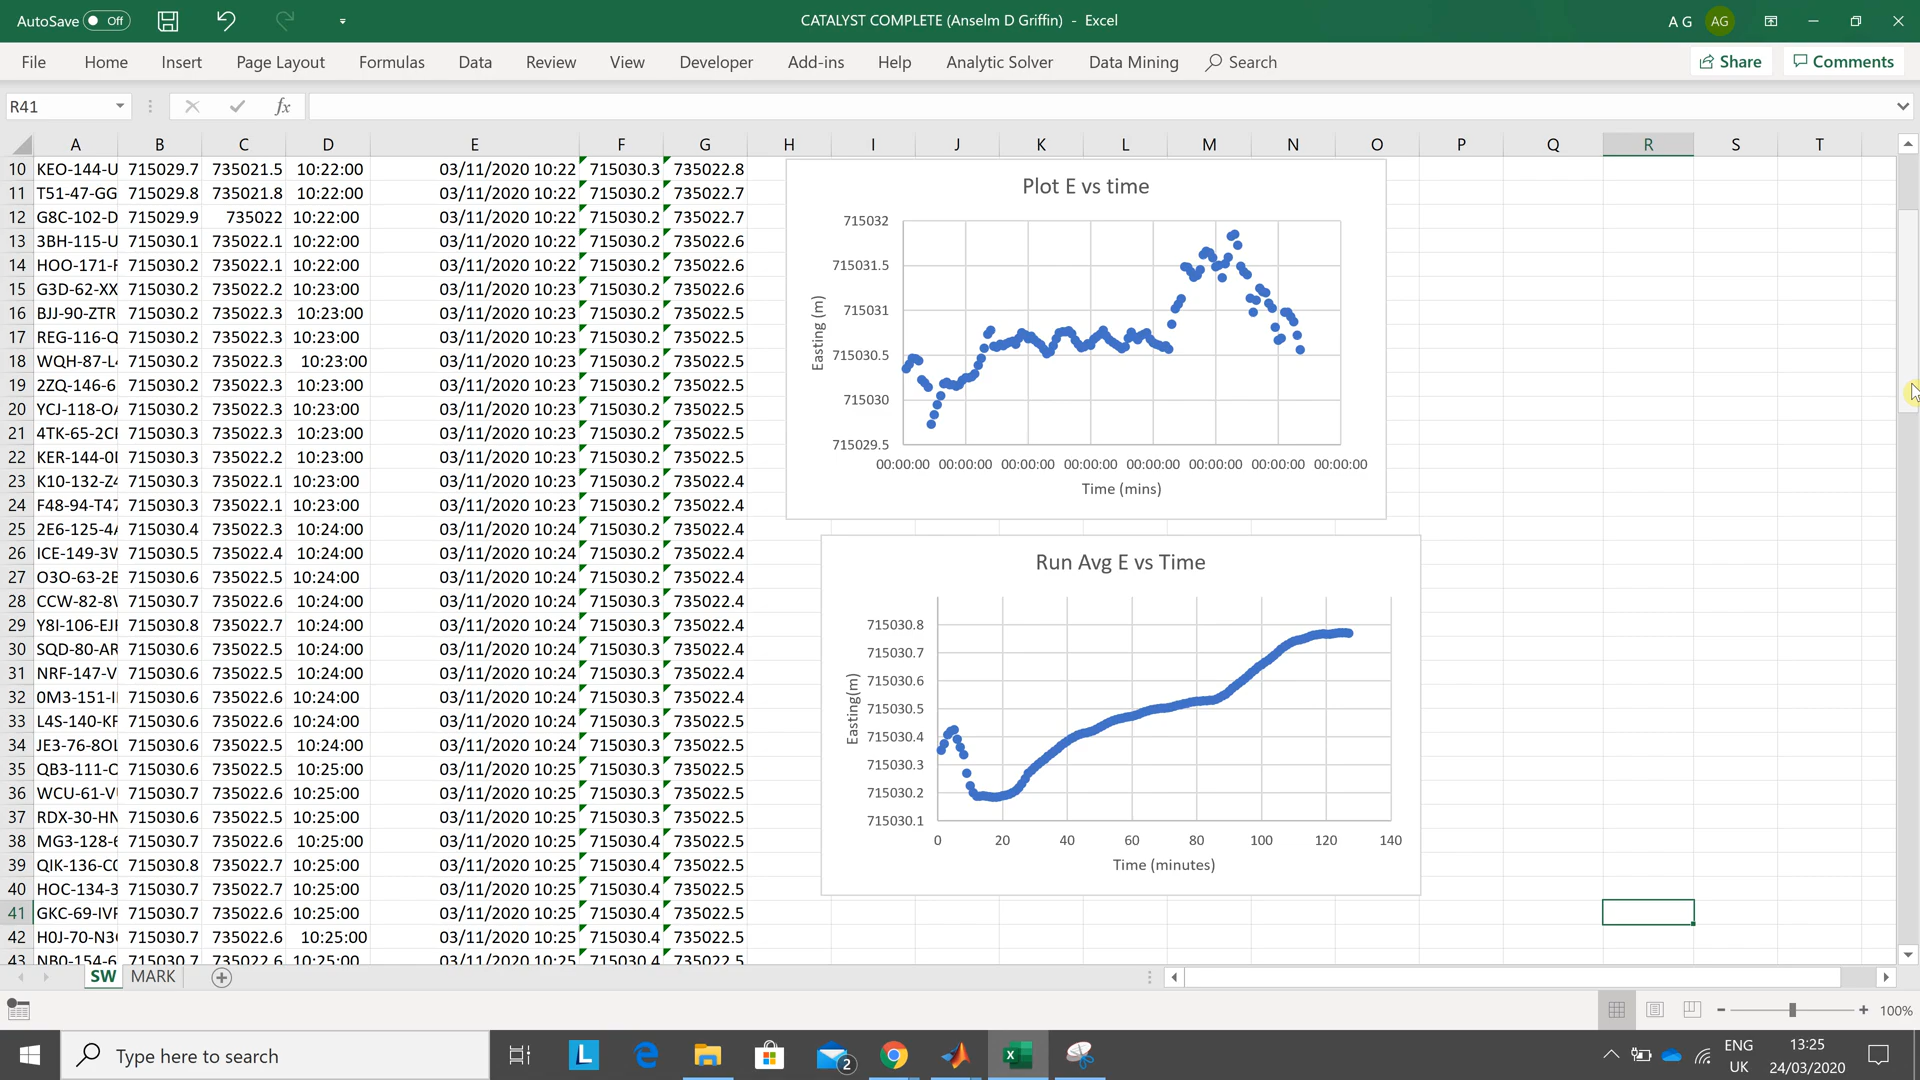 AutoSave Off
CATALYST COMPLETE (Anselm D Griffin) - Excel
A G AG
File Home Insert Page Layout Formulas Data Review View Developer Add-ins Help Analytic Solver Data Mining Search Share Comments
R41 fx
A B C D E F G H I J K L M N O P Q R S T
10 KEO-144-U 715029.7 735021.5 10:22:00 03/11/2020 10:22 715030.3 735022.8
11 T51-47-GG 715029.8 735021.8 10:22:00 03/11/2020 10:22 715030.2 735022.7
12 G8C-102-D 715029.9 735022 10:22:00 03/11/2020 10:22 715030.2 735022.7
13 3BH-115-U 715030.1 735022.1 10:22:00 03/11/2020 10:22 715030.2 735022.6
14 HOO-171-F 715030.2 735022.1 10:22:00 03/11/2020 10:22 715030.2 735022.6
15 G3D-62-XX 715030.2 735022.2 10:23:00 03/11/2020 10:23 715030.2 735022.6
16 BJJ-90-ZTR 715030.2 735022.3 10:23:00 03/11/2020 10:23 715030.2 735022.5
17 REG-116-Q 715030.2 735022.3 10:23:00 03/11/2020 10:23 715030.2 735022.5
18 WQH-87-L4 715030.2 735022.3 10:23:00 03/11/2020 10:23 715030.2 735022.5
19 2ZQ-146-6 715030.2 735022.3 10:23:00 03/11/2020 10:23 715030.2 735022.5
20 YCJ-118-OA 715030.2 735022.3 10:23:00 03/11/2020 10:23 715030.2 735022.5
21 4TK-65-2CF 715030.3 735022.3 10:23:00 03/11/2020 10:23 715030.2 735022.5
22 KER-144-0I 715030.3 735022.2 10:23:00 03/11/2020 10:23 715030.2 735022.5
23 K10-132-Z4 715030.3 735022.1 10:23:00 03/11/2020 10:23 715030.2 735022.4
24 F48-94-T47 715030.3 735022.1 10:23:00 03/11/2020 10:23 715030.2 735022.4
25 2E6-125-4A 715030.4 735022.3 10:24:00 03/11/2020 10:24 715030.2 735022.4
26 ICE-149-3W 715030.5 735022.4 10:24:00 03/11/2020 10:24 715030.2 735022.4
27 O3O-63-2B 715030.6 735022.5 10:24:00 03/11/2020 10:24 715030.2 735022.4
28 CCW-82-8V 715030.7 735022.6 10:24:00 03/11/2020 10:24 715030.3 735022.4
29 Y8I-106-EJI 715030.8 735022.7 10:24:00 03/11/2020 10:24 715030.3 735022.4
30 SQD-80-AR 715030.6 735022.5 10:24:00 03/11/2020 10:24 715030.3 735022.4
31 NRF-147-V 715030.6 735022.5 10:24:00 03/11/2020 10:24 715030.3 735022.4
32 0M3-151-I 715030.6 735022.6 10:24:00 03/11/2020 10:24 715030.3 735022.4
33 L4S-140-KF 715030.6 735022.5 10:24:00 03/11/2020 10:24 715030.3 735022.5
34 JE3-76-8OL 715030.6 735022.5 10:24:00 03/11/2020 10:24 715030.3 735022.5
35 QB3-111-C 715030.6 735022.5 10:25:00 03/11/2020 10:25 715030.3 735022.5
36 WCU-61-VU 715030.6 735022.6 10:25:00 03/11/2020 10:25 715030.3 735022.5
37 RDX-30-HN 715030.6 735022.5 10:25:00 03/11/2020 10:25 715030.3 735022.5
38 MG3-128-6 715030.7 735022.6 10:25:00 03/11/2020 10:25 715030.4 735022.5
39 QIK-136-C0 715030.8 735022.7 10:25:00 03/11/2020 10:25 715030.4 735022.5
40 HOC-134-3 715030.7 735022.7 10:25:00 03/11/2020 10:25 715030.4 735022.5
41 GKC-69-IVF 715030.7 735022.6 10:25:00 03/11/2020 10:25 715030.4 735022.5
42 H0J-70-N3 715030.7 735022.6 10:25:00 03/11/2020 10:25 715030.4 735022.5
43 NB0-154-6 715030.7 735022.6 10:25:00 03/11/2020 10:25 715030.4 735022.5
Plot E vs time
715032
715031.5
715031
715030.5
715030
715029.5
Easting (m)
00:00:00 00:00:00 00:00:00 00:00:00 00:00:00 00:00:00 00:00:00 00:00:00
Time (mins)
Run Avg E vs Time
715030.8
715030.7
715030.6
715030.5
715030.4
715030.3
715030.2
715030.1
Easting(m)
0 20 40 60 80 100 120 140
Time (minutes)
SW MARK
100%
Type here to search
L
2
ENG
UK
13:25
24/03/2020